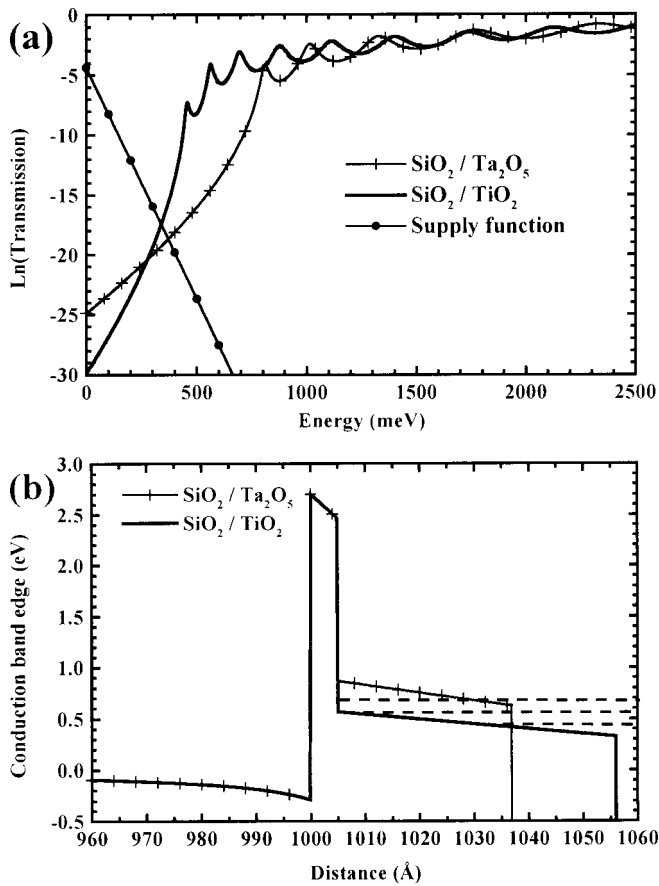 (a)
0
-5
-10
-15
-20
-25
-30
Ln(Transmission)
SiO2 / Ta2O5
SiO2 / TiO2
Supply function
0 500 1000 1500 2000 2500
Energy (meV)
(b)
3.0
2.5
2.0
1.5
1.0
0.5
0.0
-0.5
Conduction band edge (eV)
SiO2 / Ta2O5
SiO2 / TiO2
960 970 980 990 1000 1010 1020 1030 1040 1050 1060
Distance (Å)